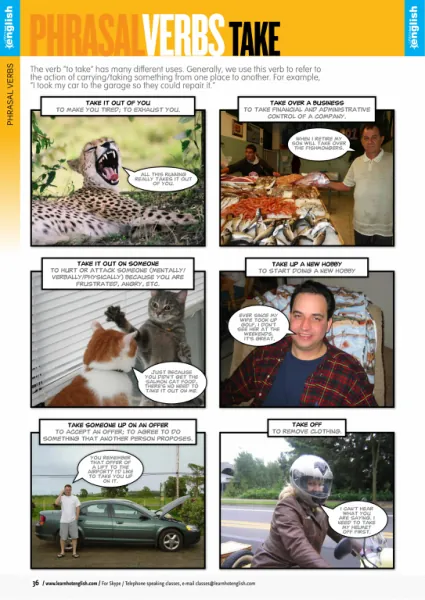 PHRASAL VERBS TAKE
english
english
PHRASAL VERBS
The verb "to take" has many different uses. Generally, we use this verb to refer to
the action of carrying/taking something from one place to another. For example,
"I took my car to the garage so they could repair it."
TAKE IT OUT OF YOU
TO MAKE YOU TIRED; TO EXHAUST YOU.
ALL THIS RUNNING
REALLY TAKES IT OUT
OF YOU.
TAKE OVER A BUSINESS
TO TAKE FINANCIAL AND ADMINISTRATIVE
CONTROL OF A COMPANY.
WHEN I RETIRE MY
SON WILL TAKE OVER
THE FISHMONGERS.
TAKE IT OUT ON SOMEONE
TO HURT OR ATTACK SOMEONE (MENTALLY/
VERBALLY/PHYSICALLY) BECAUSE YOU ARE
FRUSTRATED, ANGRY, ETC.
JUST BECAUSE
YOU DIDN'T GET THE
SALMON CAT FOOD,
THERE'S NO NEED TO
TAKE IT OUT ON ME.
TAKE UP A NEW HOBBY
TO START DOING A NEW HOBBY
EVER SINCE MY
WIFE TOOK UP
GOLF, I DON'T
SEE HER AT THE
WEEKENDS.
IT'S GREAT.
TAKE SOMEONE UP ON AN OFFER
TO ACCEPT AN OFFER; TO AGREE TO DO
SOMETHING THAT ANOTHER PERSON PROPOSES.
YOU REMEMBER
THAT OFFER OF
A LIFT TO THE
AIRPORT? I'D LIKE
TO TAKE YOU UP
ON IT.
TAKE OFF
TO REMOVE CLOTHING.
I CAN'T HEAR
WHAT YOU
ARE SAYING. I
NEED TO TAKE
MY HELMET
OFF FIRST.
36 / www.learnhotenglish.com / For Skype / Telephone speaking classes, e-mail classes@learnhotenglish.com